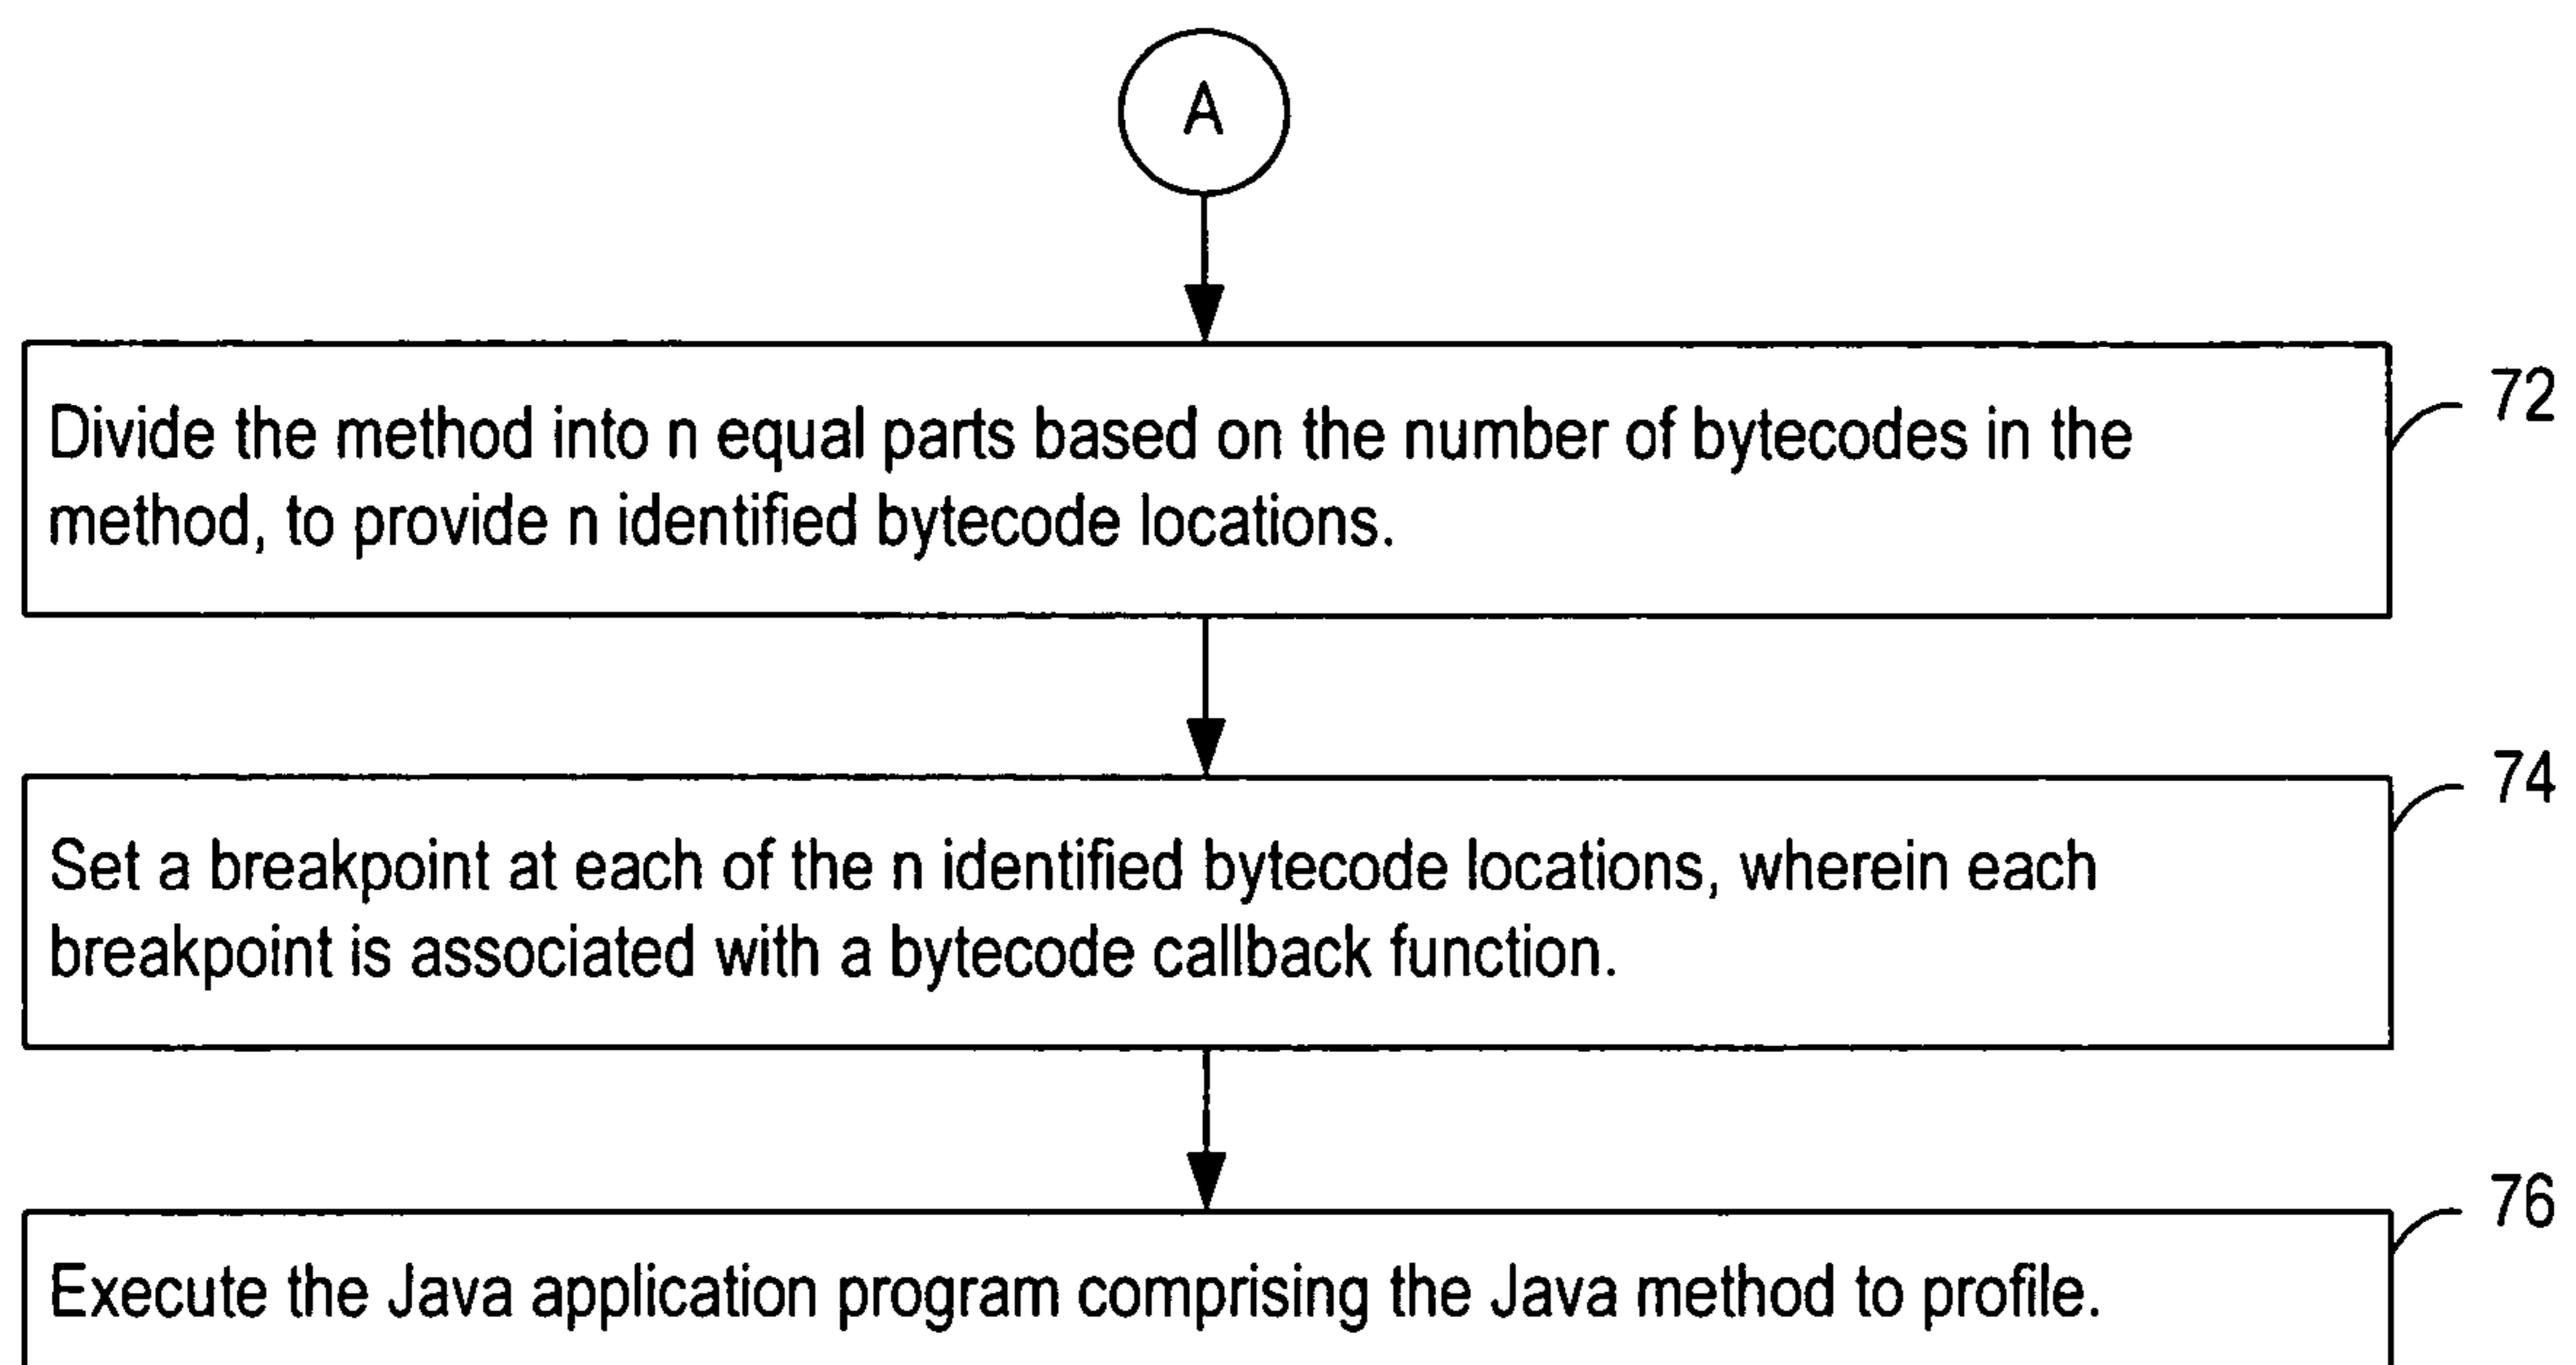 A
72
Divide the method into n equal parts based on the number of bytecodes in the
method, to provide n identified bytecode locations.
74
Set a breakpoint at each of the n identified bytecode locations, wherein each
breakpoint is associated with a bytecode callback function.
76
Execute the Java application program comprising the Java method to profile.